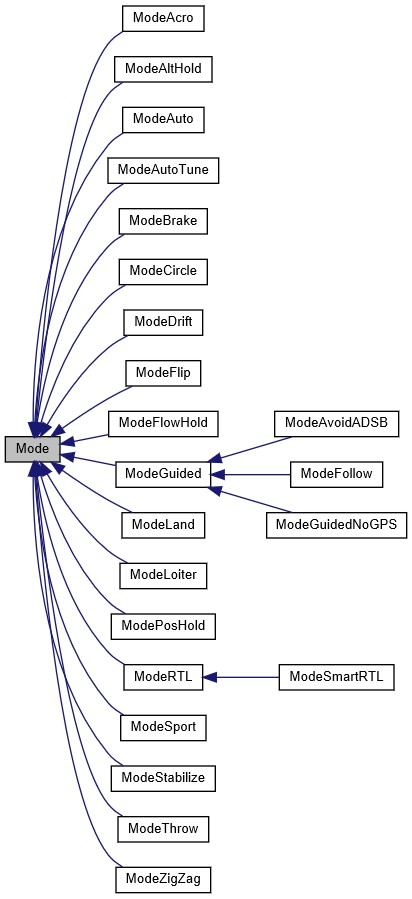 ModeAcro
ModeAltHold
ModeAuto
ModeAutoTune
ModeBrake
ModeCircle
ModeDrift
ModeFlip
ModeFlowHold
Mode
ModeGuided
ModeAvoidADSB
ModeFollow
ModeGuidedNoGPS
ModeLand
ModeLoiter
ModePosHold
ModeRTL
ModeSmartRTL
ModeSport
ModeStabilize
ModeThrow
ModeZigZag